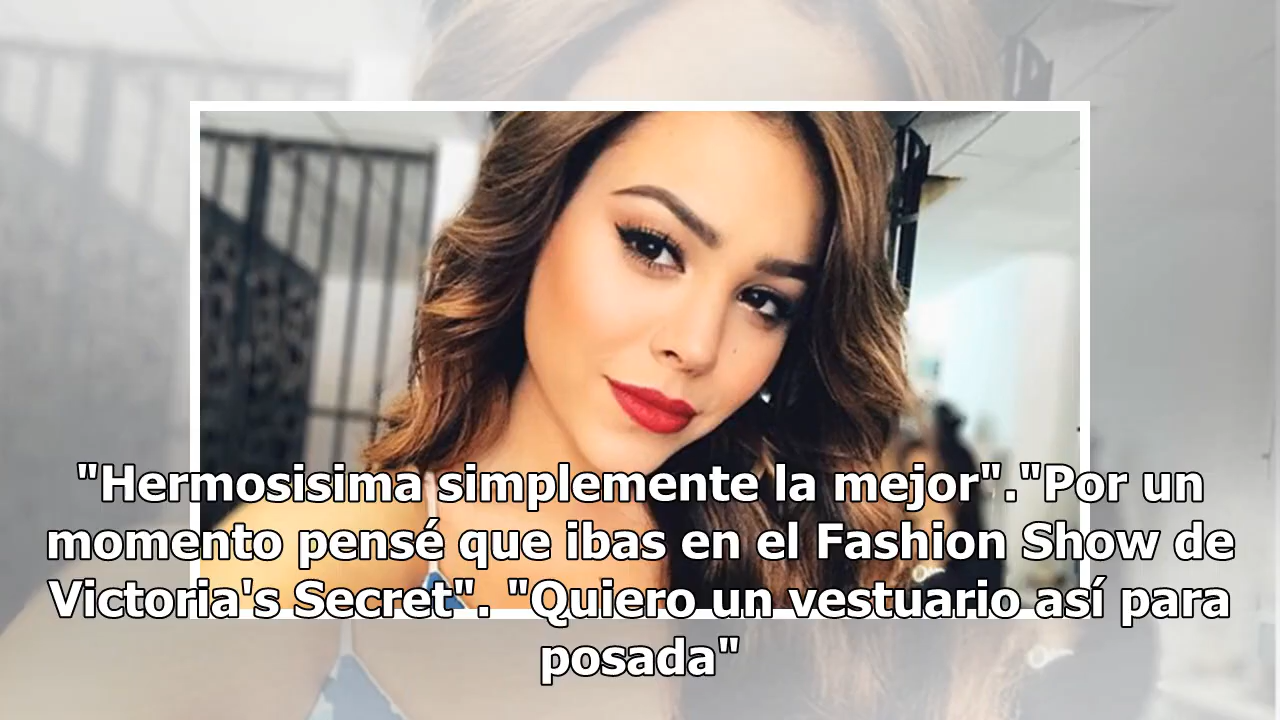 "Hermosisima simplemente la mejor"."Por un
momento pensé que ibas en el Fashion Show de
Victoria's Secret". "Quiero un vestuario así para
posada"